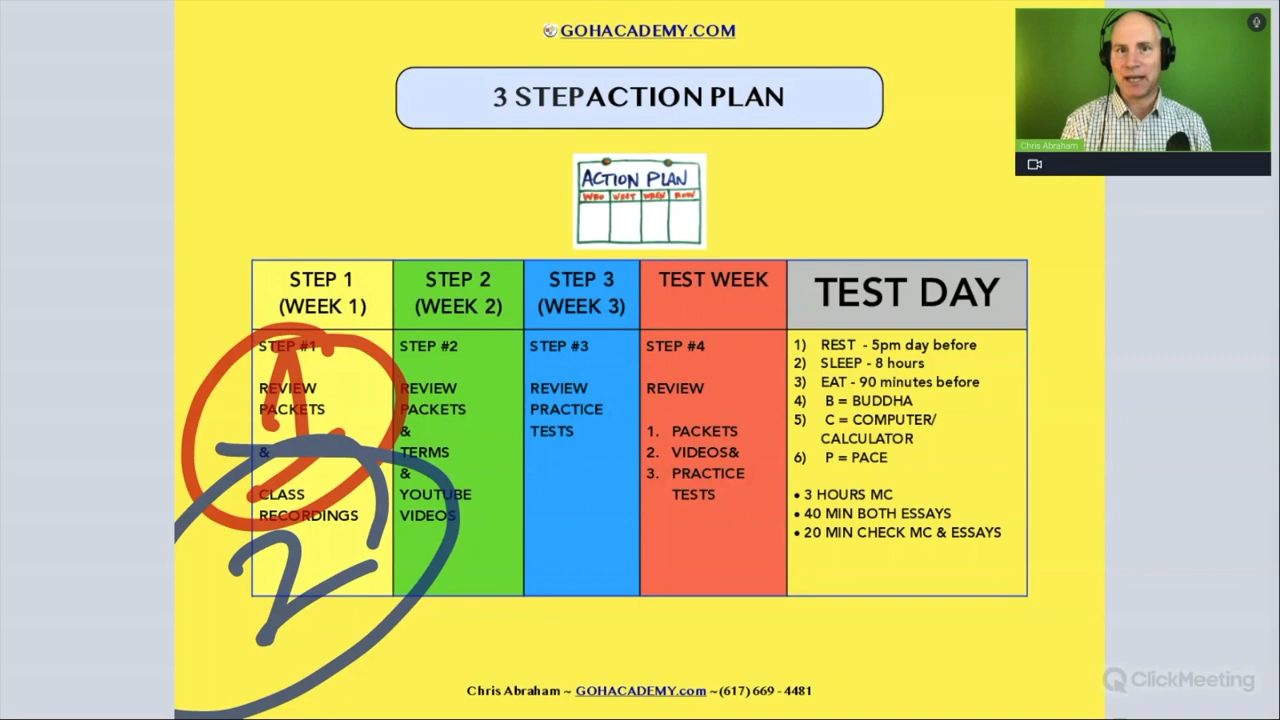 GOHACADEMY.COM
Chris Abraham
3 STEP ACTION PLAN
ACTION PLAN
STEP 1
(WEEK 1)
STEP 2
(WEEK 2)
STEP 3
(WEEK 3)
TEST WEEK
TEST DAY
STEP #1
REVIEW
PACKETS
&
CLASS
RECORDINGS
STEP #2
REVIEW
PACKETS
&
TERMS
&
YOUTUBE
VIDEOS
STEP #3
REVIEW
PRACTICE
TESTS
STEP #4
REVIEW
1. PACKETS
2. VIDEOS&
3. PRACTICE
TESTS
1) REST - 5pm day before
2) SLEEP - 8 hours
3) EAT - 90 minutes before
4) B = BUDDHA
5) C = COMPUTER/
CALCULATOR
6) P = PACE
• 3 HOURS MC
• 40 MIN BOTH ESSAYS
• 20 MIN CHECK MC & ESSAYS
1
2
Chris Abraham ~ GOHACADEMY.com ~(617) 669 - 4481
ClickMeeting